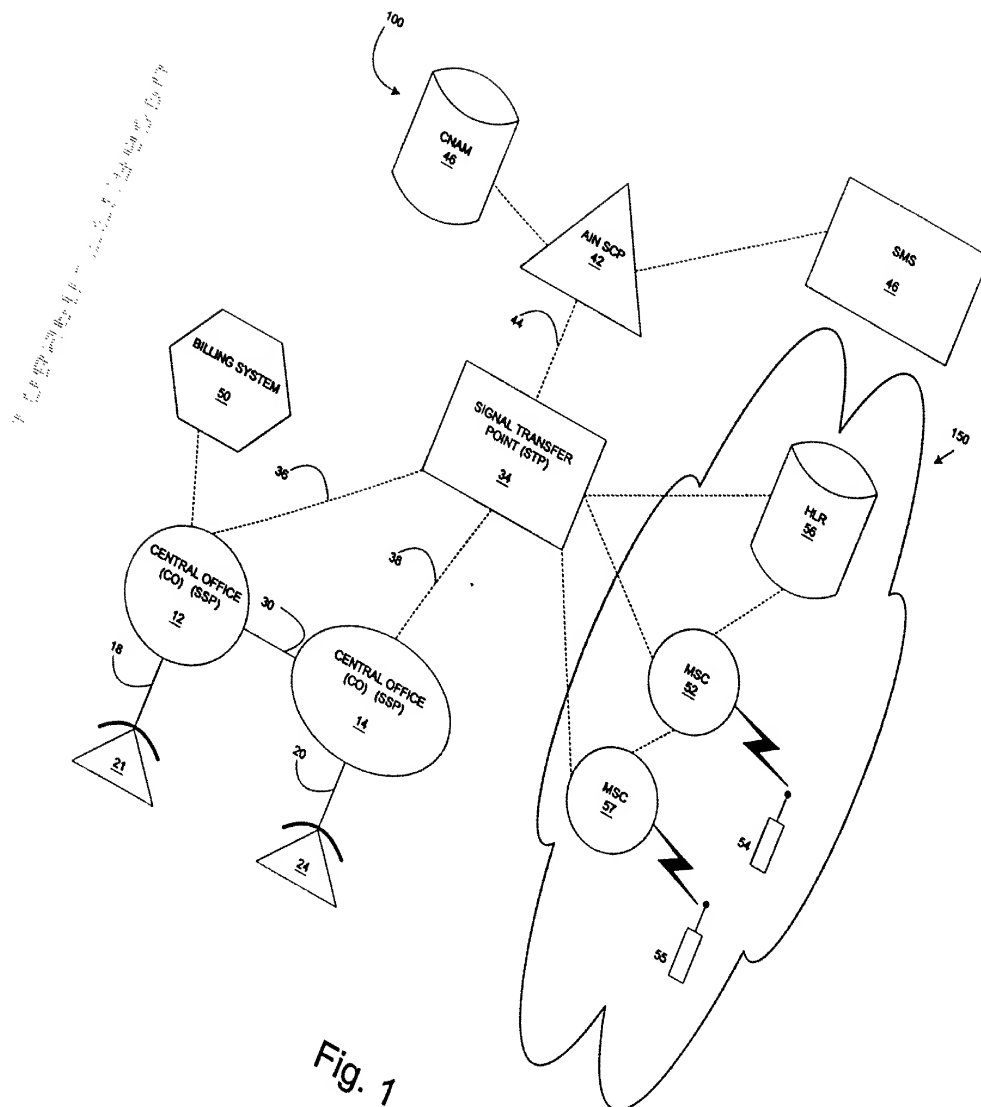 100
CNAM
46
AIN SCP
42
SMS
46
44
BILLING SYSTEM
50
SIGNAL TRANSFER
POINT (STP)
34
150
36
HLR
56
38
CENTRAL OFFICE
(CO) (SSP)
12
30
18
CENTRAL OFFICE
(CO) (SSP)
14
MSC
52
20
21
MSC
57
24
54
55
Fig. 1